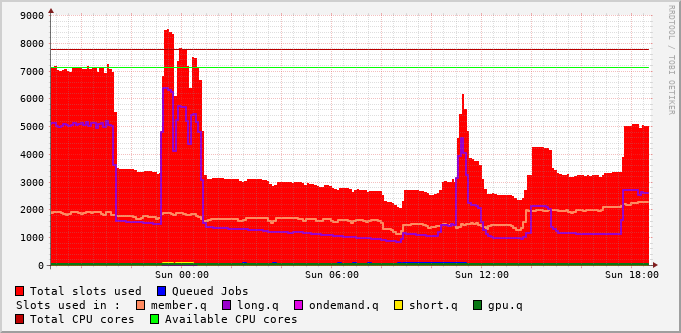 9000
8000
7000
6000
5000
4000
3000
2000
1000
0
Sun 00:00 Sun 06:00 Sun 12:00 Sun 18:00
RRDTOOL / TOBI OETIKER
Total slots used Queued Jobs
Slots used in : member.q long.q ondemand.q short.q gpu.q
Total CPU cores Available CPU cores